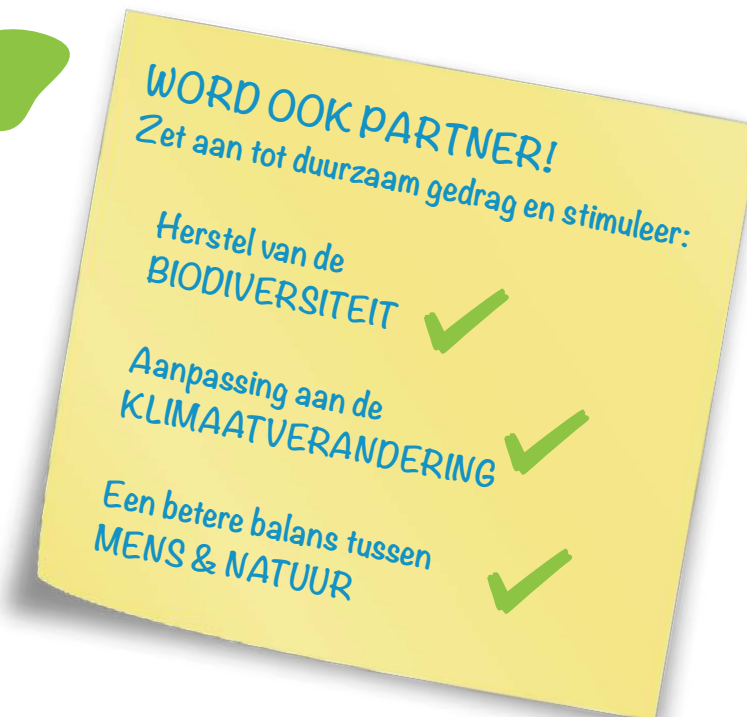 WORD OOK PARTNER!
Zet aan tot duurzaam gedrag en stimuleer:
Herstel van de
BIODIVERSITEIT
Aanpassing aan de
KLIMAATVERANDERING
Een betere balans tussen
MENS & NATUUR